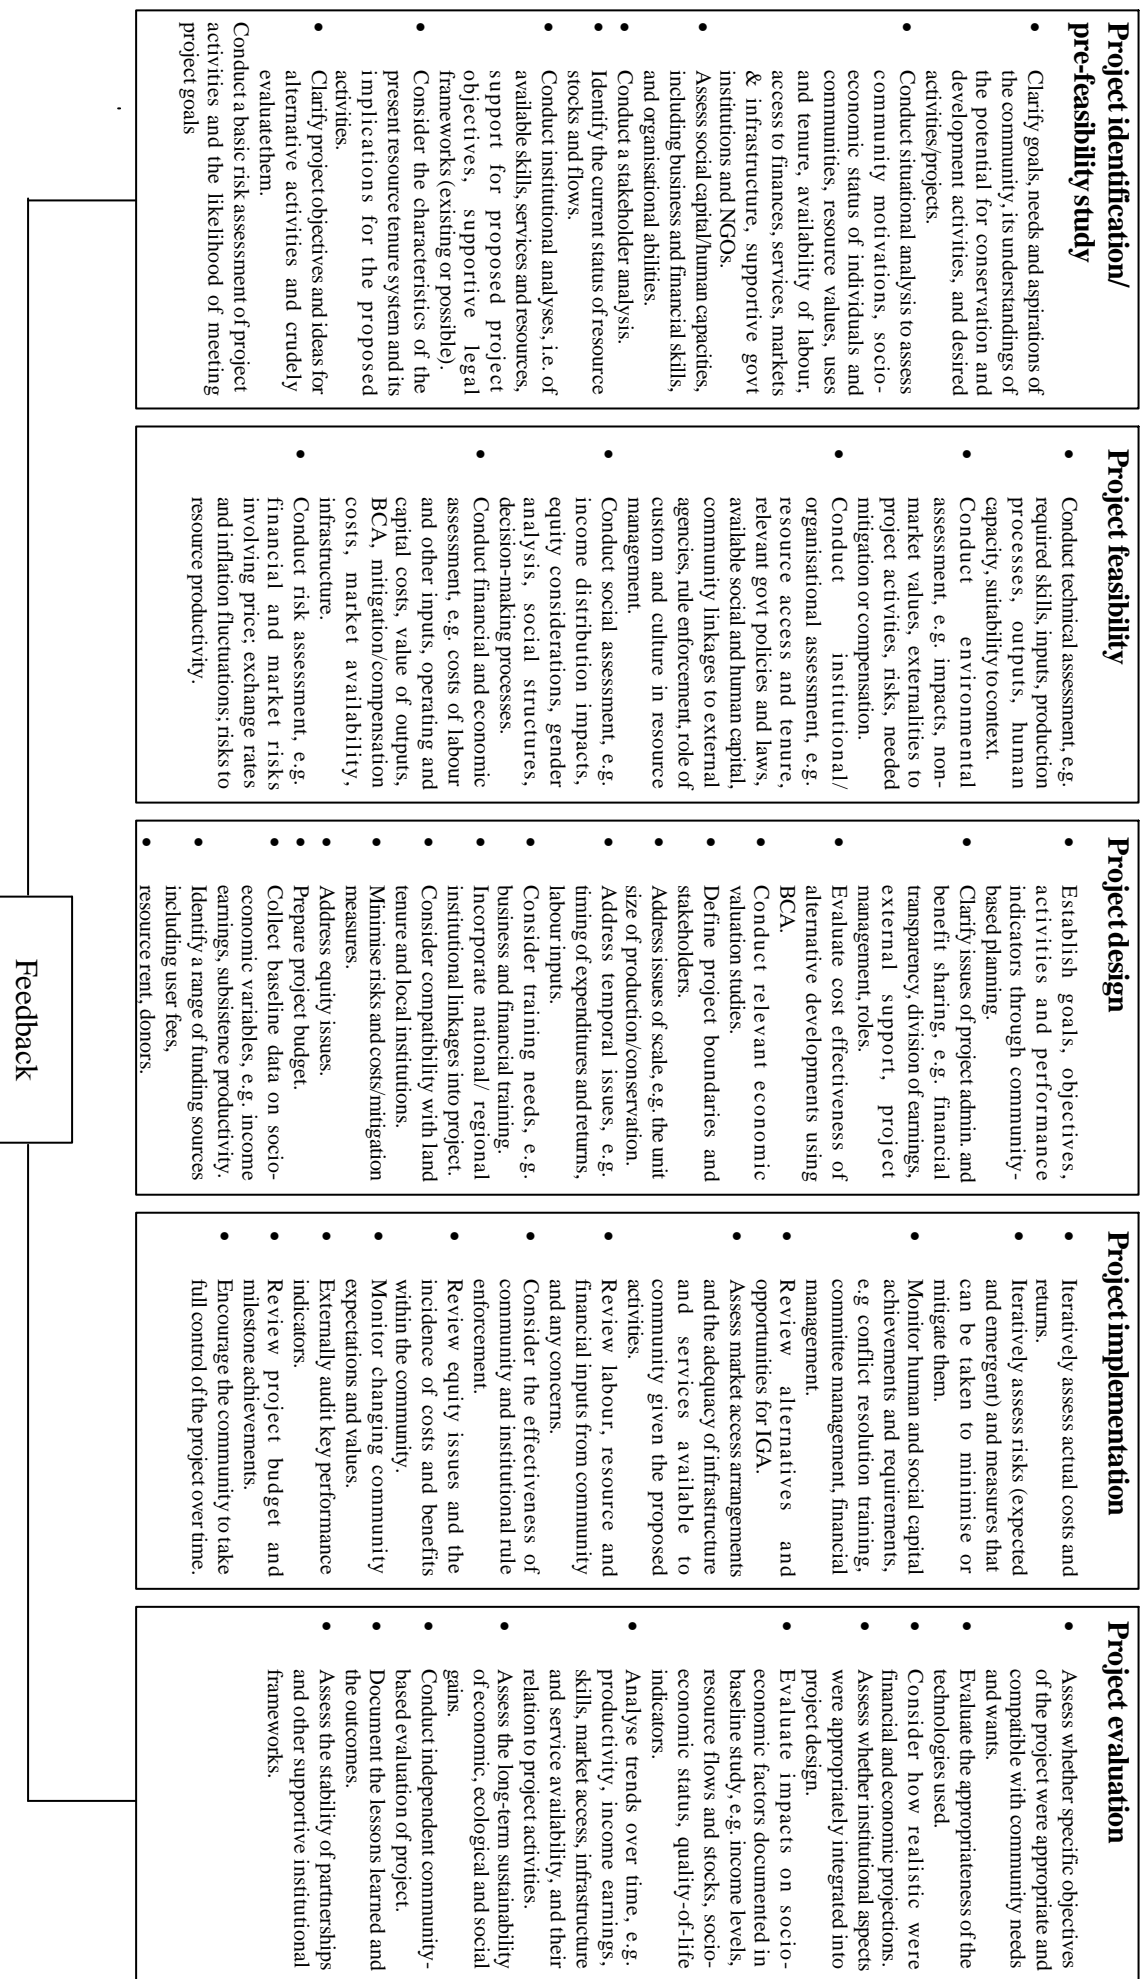 Project identification/
pre-feasibility study
• Clarify goals, needs and aspirations of
the community, its understandings of
the potential for conservation and
development activities, and desired
activities/projects.
• Conduct situational analysis to assess
community motivations, socio-
economic status of individuals and
communities, resource values, uses
and tenure, availability of labour,
access to finances, services, markets
& infrastructure, supportive govt
institutions and NGOs.
• Assess social capital/human capacities,
including business and financial skills,
and organisational abilities.
• Conduct a stakeholder analysis.
• Identify the current status of resource
stocks and flows.
• Conduct institutional analyses, i.e. of
available skills, services and resources,
support for proposed project
objectives, supportive legal
frameworks (existing or possible).
• Consider the characteristics of the
present resource tenure system and its
implications for the proposed
activities.
• Clarify project objectives and ideas for
alternative activities and crudely
evaluate them.
Conduct a basic risk assessment of project
activities and the likelihood of meeting
project goals
.
Project feasibility
• Conduct technical assessment, e.g.
required skills, inputs, production
processes, outputs, human
capacity, suitability to context.
• Conduct environmental
assessment, e.g. impacts, non-
market values, externalities to
project activities, risks, needed
mitigation or compensation.
• Conduct institutional/
organisational assessment, e.g.
resource access and tenure,
relevant govt policies and laws,
available social and human capital,
community linkages to external
agencies, rule enforcement, role of
custom and culture in resource
management.
• Conduct social assessment, e.g.
income distribution impacts,
equity considerations, gender
analysis, social structures,
decision-making processes.
• Conduct financial and economic
assessment, e.g. costs of labour
and other inputs, operating and
capital costs, value of outputs,
BCA, mitigation/compensation
costs, market availability,
infrastructure.
• Conduct risk assessment, e.g.
financial and market risks
involving price; exchange rates
and inflation fluctuations; risks to
resource productivity.
Project design
• Establish goals, objectives,
activities and performance
indicators through community-
based planning.
• Clarify issues of project admin. and
benefit sharing, e.g. financial
transparency, division of earnings,
external support, project
management, roles.
• Evaluate cost effectiveness of
alternative developments using
BCA.
• Conduct relevant economic
valuation studies.
• Define project boundaries and
stakeholders.
• Address issues of scale, e.g. the unit
size of production/conservation.
• Address temporal issues, e.g.
timing of expenditures and returns,
labour inputs.
• Consider training needs, e.g.
business and financial training.
• Incorporate national/ regional
institutional linkages into project.
• Consider compatibility with land
tenure and local institutions.
• Minimise risks and costs/mitigation
measures.
• Address equity issues.
• Prepare project budget.
• Collect baseline data on socio-
economic variables, e.g. income
earnings, subsistence productivity.
• Identify a range of funding sources
including user fees,
• resource rent, donors.
Project implementation
• Iteratively assess actual costs and
returns.
• Iteratively assess risks (expected
and emergent) and measures that
can be taken to minimise or
mitigate them.
• Monitor human and social capital
achievements and requirements,
e.g conflict resolution training,
committee management, financial
management.
• Review alternatives and
opportunities for IGA.
• Assess market access arrangements
and the adequacy of infrastructure
and services available to
community given the proposed
activities.
• Review labour, resource and
financial inputs from community
and any concerns.
• Consider the effectiveness of
community and institutional rule
enforcement.
• Review equity issues and the
incidence of costs and benefits
within the community.
• Monitor changing community
expectations and values.
• Externally audit key performance
indicators.
• Review project budget and
milestone achievements.
• Encourage the community to take
full control of the project over time.
Project evaluation
• Assess whether specific objectives
of the project were appropriate and
compatible with community needs
and wants.
• Evaluate the appropriateness of the
technologies used.
• Consider how realistic were
financial and economic projections.
• Assess whether institutional aspects
were appropriately integrated into
project design.
• Evaluate impacts on socio-
economic factors documented in
baseline study, e.g. income levels,
resource flows and stocks, socio-
economic status, quality-of-life
indicators.
• Analyse trends over time, e.g.
productivity, income earnings,
skills, market access, infrastructure
and service availability, and their
relation to project activities.
• Assess the long-term sustainability
of economic, ecological and social
gains.
• Conduct independent community-
based evaluation of project.
• Document the lessons learned and
the outcomes.
• Assess the stability of partnerships
and other supportive institutional
frameworks.
Feedback